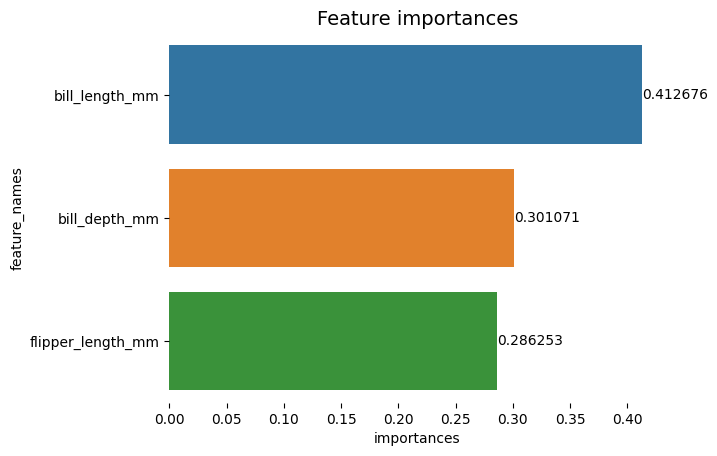 Feature importances
feature_names
bill_length_mm
0.412676
bill_depth_mm
0.301071
flipper_length_mm
0.286253
0.00 0.05 0.10 0.15 0.20 0.25 0.30 0.35 0.40
importances